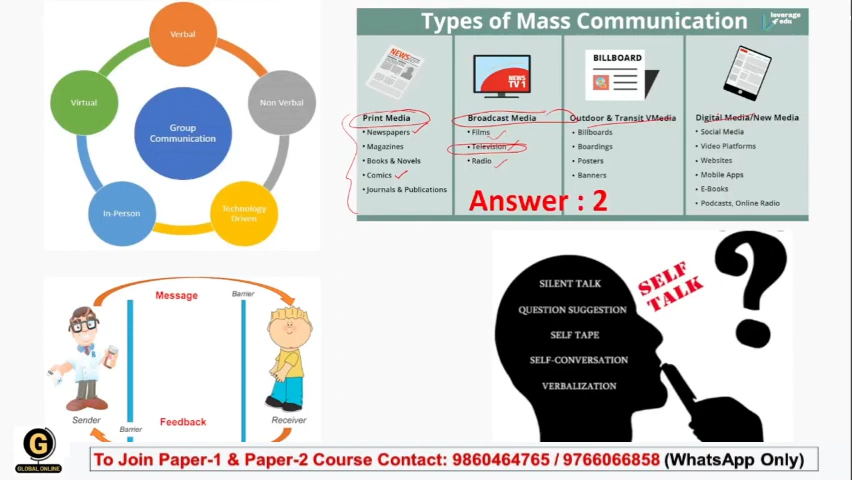 Verbal
Virtual
Non Verbal
Group
Communication
In-Person
Technology
Driven
Types of Mass Communication
leverage
edu
NEWS
NEWS
TV 1
BILLBOARD
Print Media
• Newspapers
• Magazines
• Books & Novels
• Comics
• Journals & Publications
Broadcast Media
• Films
• Television
• Radio
Outdoor & Transit VMedia
• Billboards
• Boardings
• Posters
• Banners
Digital Media/New Media
• Social Media
• Video Platforms
• Websites
• Mobile Apps
• E-Books
• Podcasts, Online Radio
Answer : 2
Message
Barrier
Feedback
Sender
Barrier
Receiver
SILENT TALK
QUESTION SUGGESTION
SELF TAPE
SELF-CONVERSATION
VERBALIZATION
SELF
TALK
?
G
GLOBAL ONLINE
To Join Paper-1 & Paper-2 Course Contact: 9860464765 / 9766066858 (WhatsApp Only)